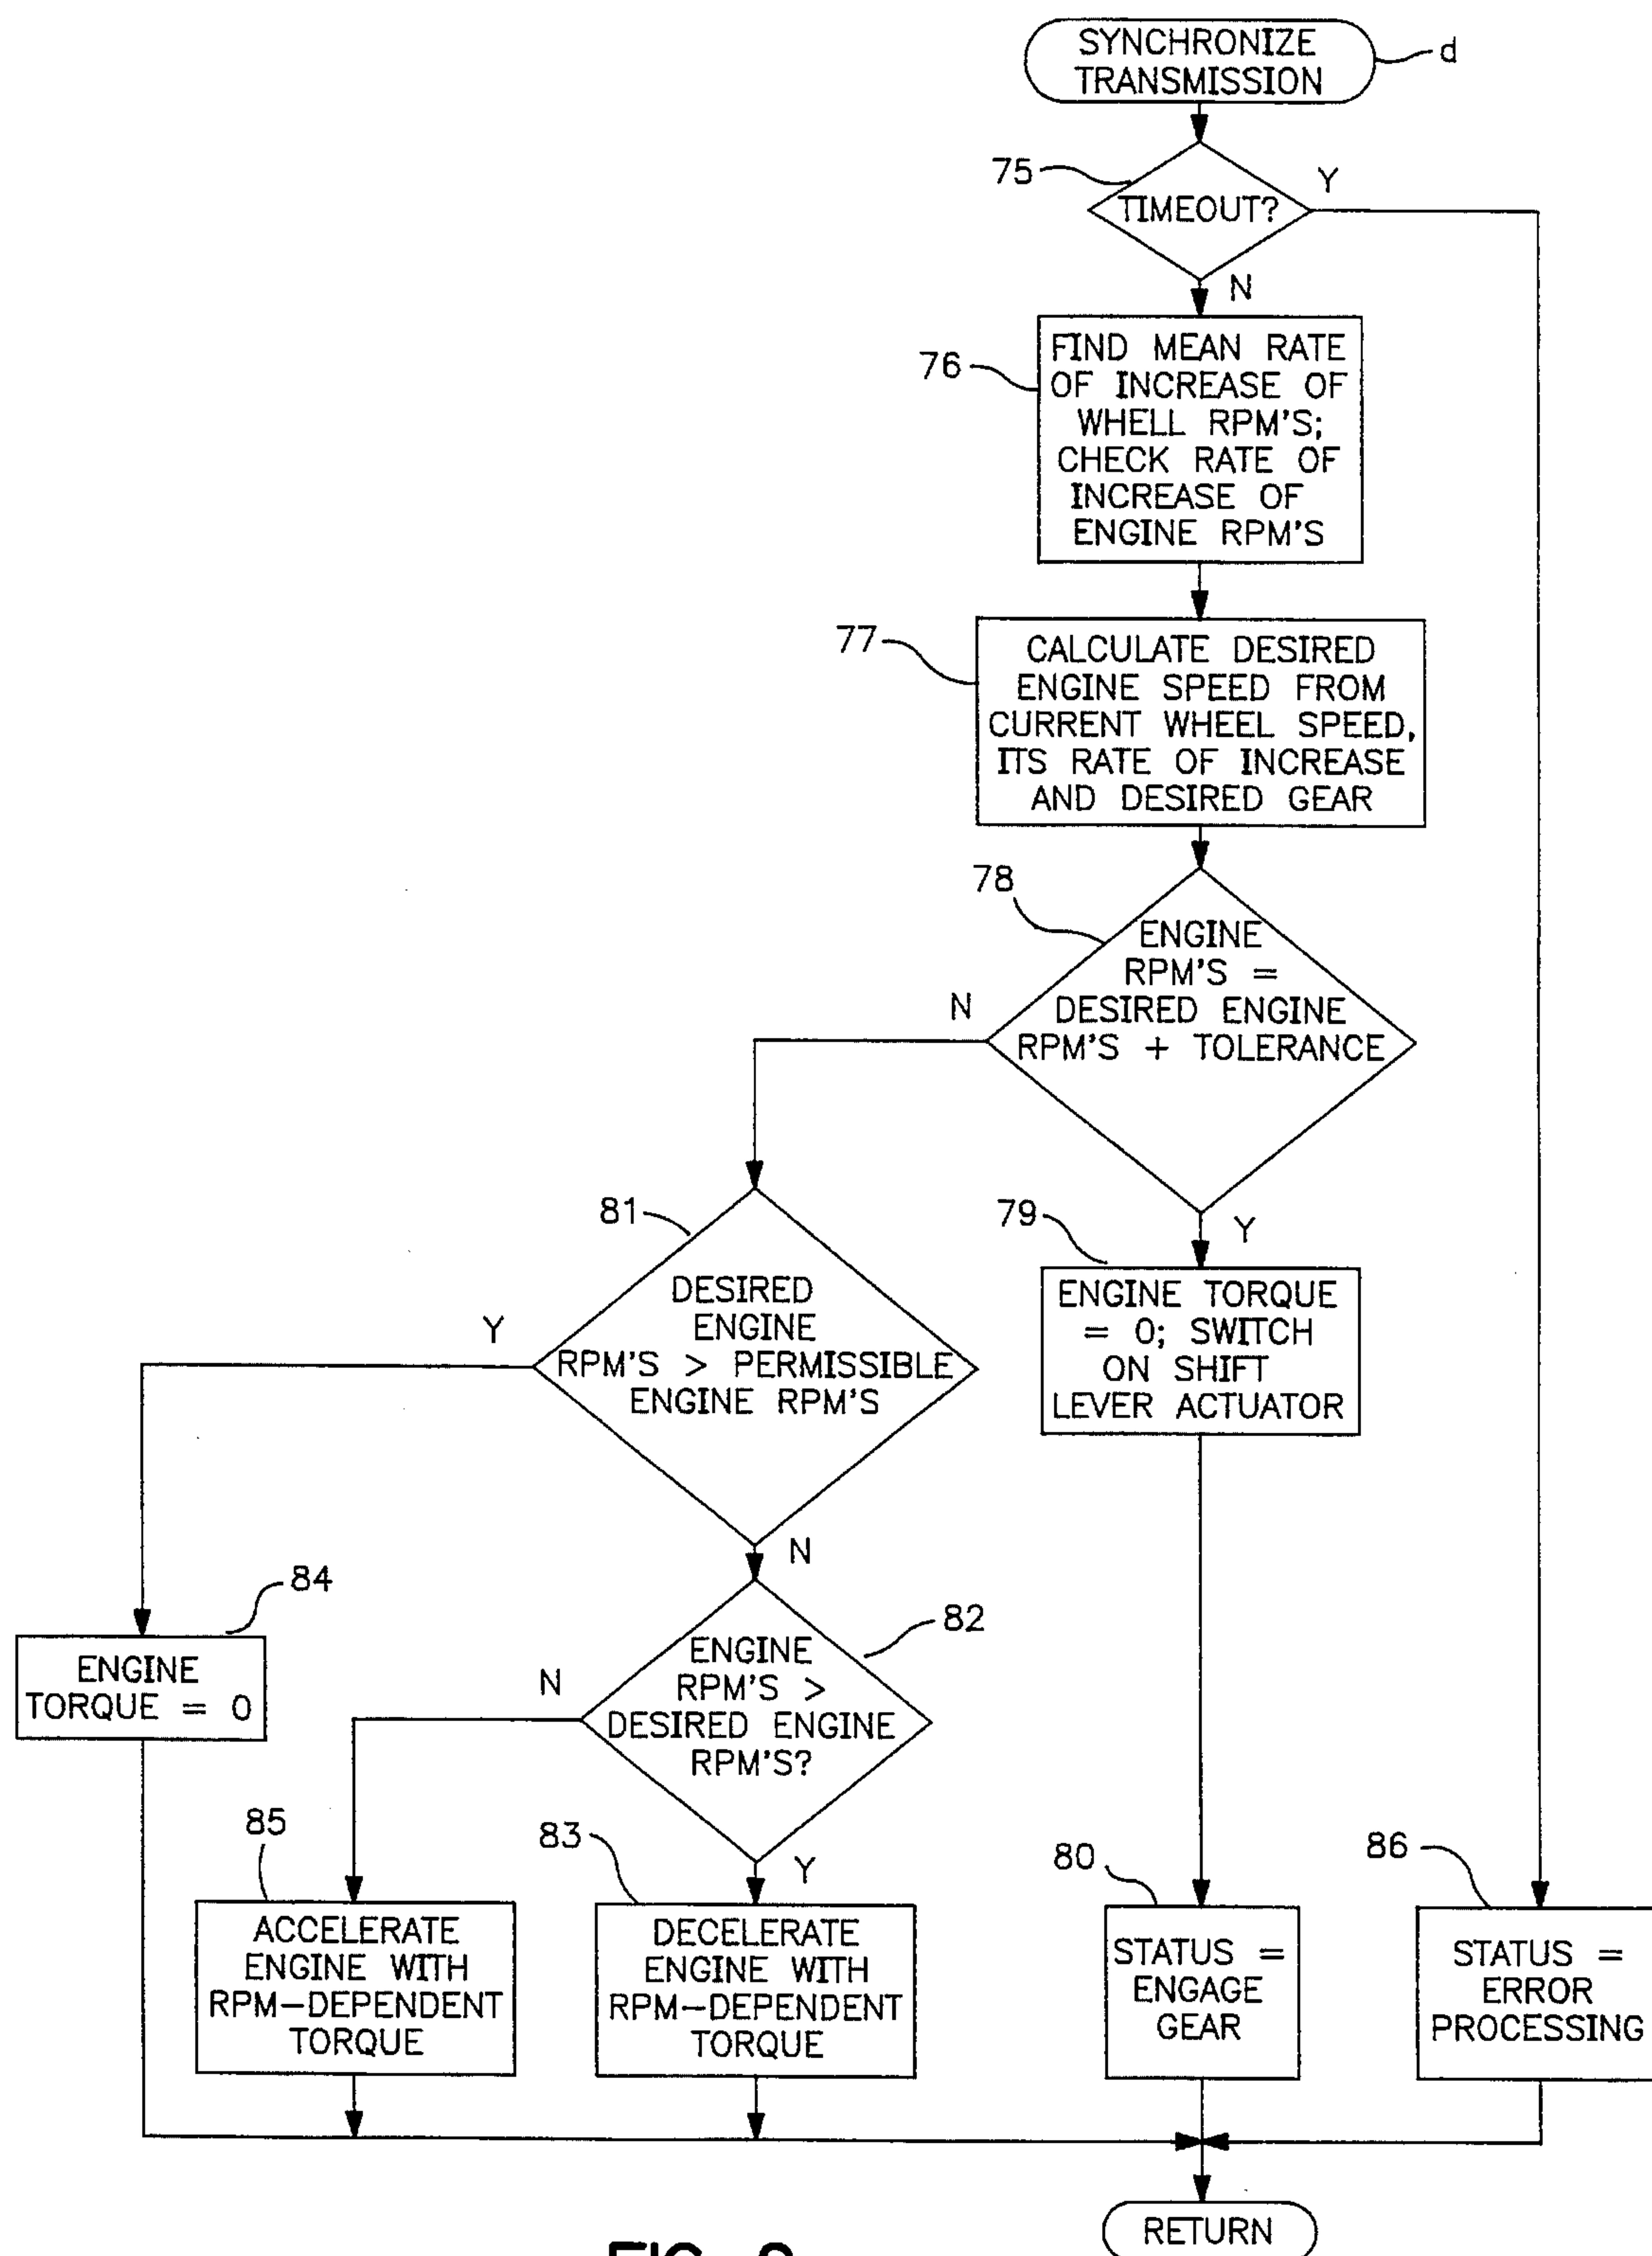 SYNCHRONIZE
TRANSMISSION
d
75
TIMEOUT?
Y
N
76
FIND MEAN RATE
OF INCREASE OF
WHELL RPM'S;
CHECK RATE OF
INCREASE OF
ENGINE RPM'S
77
CALCULATE DESIRED
ENGINE SPEED FROM
CURRENT WHEEL SPEED,
ITS RATE OF INCREASE
AND DESIRED GEAR
78
ENGINE
RPM'S =
DESIRED ENGINE
RPM'S + TOLERANCE
N
Y
79
ENGINE TORQUE
= 0; SWITCH
ON SHIFT
LEVER ACTUATOR
81
DESIRED
ENGINE
RPM'S > PERMISSIBLE
ENGINE RPM'S
Y
N
84
ENGINE
TORQUE = 0
82
ENGINE
RPM'S >
DESIRED ENGINE
RPM'S?
N
Y
85
ACCELERATE
ENGINE WITH
RPM-DEPENDENT
TORQUE
83
DECELERATE
ENGINE WITH
RPM-DEPENDENT
TORQUE
80
STATUS =
ENGAGE
GEAR
86
STATUS =
ERROR
PROCESSING
RETURN